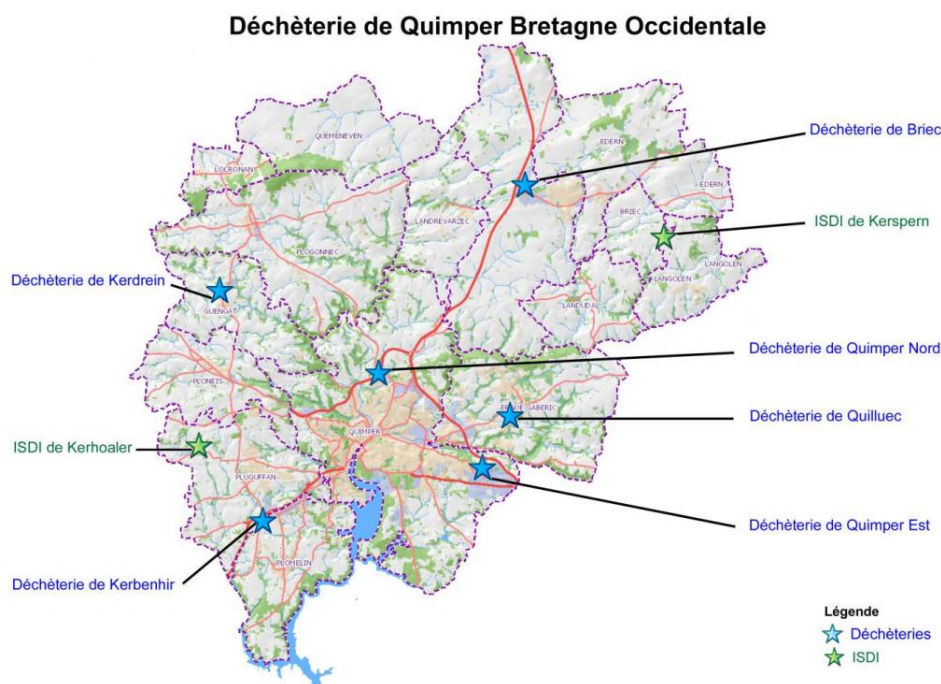 Déchèterie de Quimper Bretagne Occidentale
Déchèterie de Briec
QUEMENEVEN
EDERN
LOCRONAN
EDERN
LANDREVARZEC
BRIEC
ISDI de Kerspern
PLOGONNEC
LANGOLEN
LANGOLEN
Déchèterie de Kerdrein
LANDUDAL
GUENGAT
Déchèterie de Quimper Nord
PLONEIS
ERGUE GABERIC
Déchèterie de Quilluec
QUIMPER
ISDI de Kerhoaler
PLUGUFFAN
Déchèterie de Quimper Est
PLOMELIN
Déchèterie de Kerbenhir
Légende
Déchèteries
ISDI